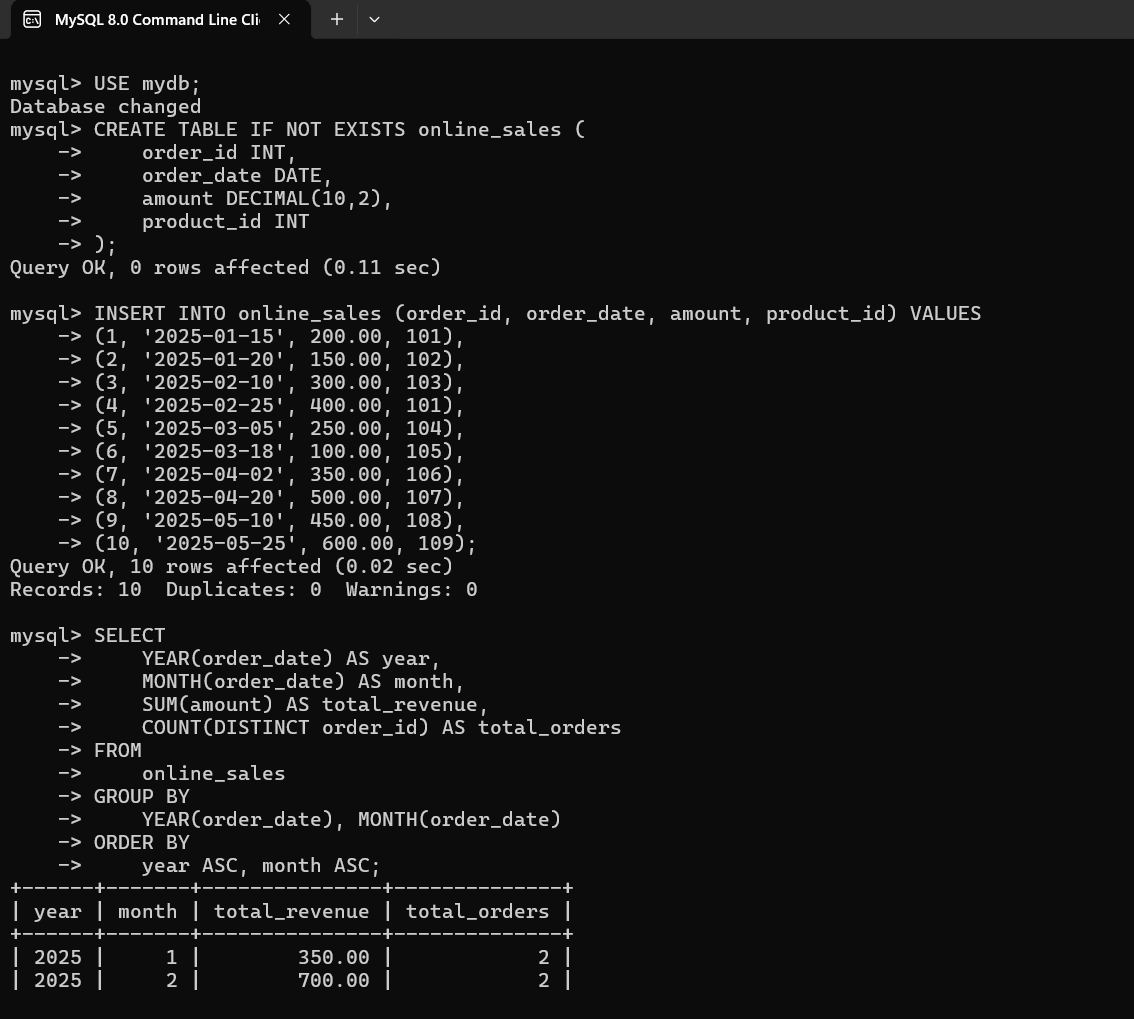 MySQL 8.0 Command Line Cli
mysql> USE mydb;
Database changed
mysql> CREATE TABLE IF NOT EXISTS online_sales (
    ->     order_id INT,
    ->     order_date DATE,
    ->     amount DECIMAL(10,2),
    ->     product_id INT
    -> );
Query OK, 0 rows affected (0.11 sec)

mysql> INSERT INTO online_sales (order_id, order_date, amount, product_id) VALUES
    -> (1, '2025-01-15', 200.00, 101),
    -> (2, '2025-01-20', 150.00, 102),
    -> (3, '2025-02-10', 300.00, 103),
    -> (4, '2025-02-25', 400.00, 101),
    -> (5, '2025-03-05', 250.00, 104),
    -> (6, '2025-03-18', 100.00, 105),
    -> (7, '2025-04-02', 350.00, 106),
    -> (8, '2025-04-20', 500.00, 107),
    -> (9, '2025-05-10', 450.00, 108),
    -> (10, '2025-05-25', 600.00, 109);
Query OK, 10 rows affected (0.02 sec)
Records: 10  Duplicates: 0  Warnings: 0

mysql> SELECT
    ->     YEAR(order_date) AS year,
    ->     MONTH(order_date) AS month,
    ->     SUM(amount) AS total_revenue,
    ->     COUNT(DISTINCT order_id) AS total_orders
    -> FROM
    ->     online_sales
    -> GROUP BY
    ->     YEAR(order_date), MONTH(order_date)
    -> ORDER BY
    ->     year ASC, month ASC;
+------+-------+---------------+--------------+
| year | month | total_revenue | total_orders |
+------+-------+---------------+--------------+
| 2025 |     1 |        350.00 |            2 |
| 2025 |     2 |        700.00 |            2 |